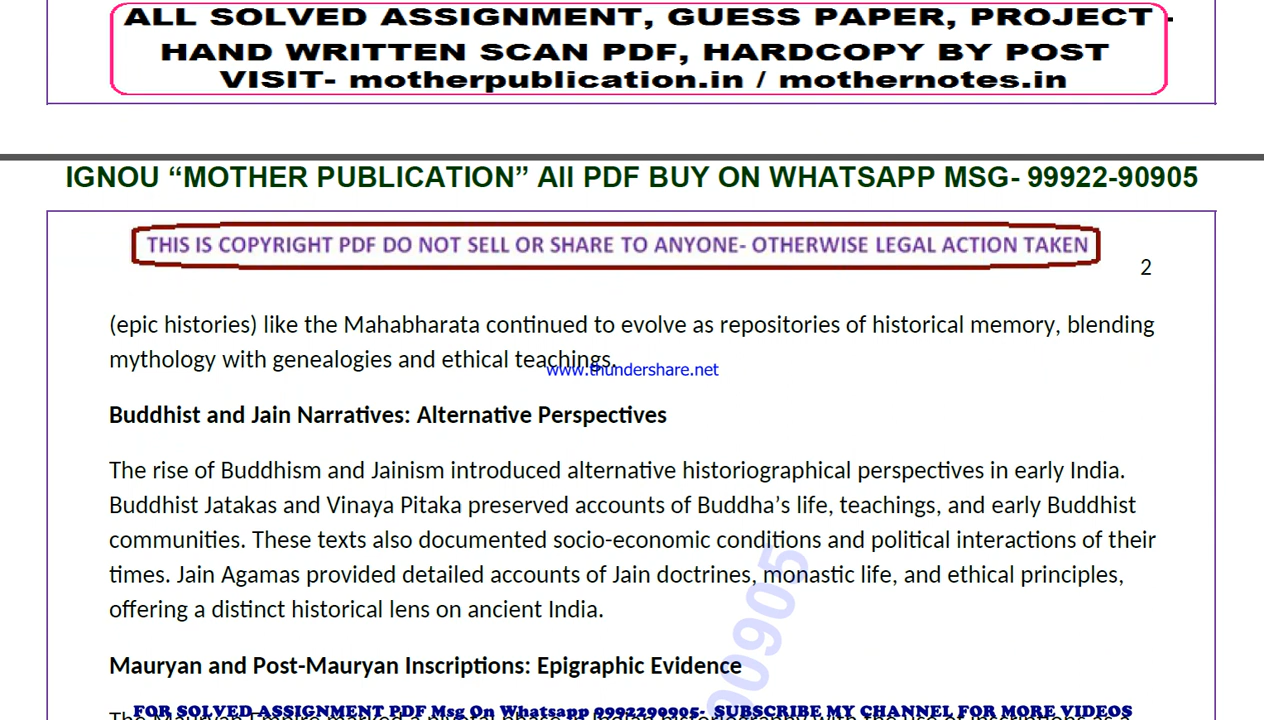 ALL SOLVED ASSIGNMENT, GUESS PAPER, PROJECT -
HAND WRITTEN SCAN PDF, HARDCOPY BY POST
VISIT- motherpublication.in / mothernotes.in
IGNOU “MOTHER PUBLICATION” All PDF BUY ON WHATSAPP MSG- 99922-90905
THIS IS COPYRIGHT PDF DO NOT SELL OR SHARE TO ANYONE- OTHERWISE LEGAL ACTION TAKEN
2
(epic histories) like the Mahabharata continued to evolve as repositories of historical memory, blending
mythology with genealogies and ethical teachings.
www.thundershare.net
Buddhist and Jain Narratives: Alternative Perspectives
The rise of Buddhism and Jainism introduced alternative historiographical perspectives in early India.
Buddhist Jatakas and Vinaya Pitaka preserved accounts of Buddha’s life, teachings, and early Buddhist
communities. These texts also documented socio-economic conditions and political interactions of their
times. Jain Agamas provided detailed accounts of Jain doctrines, monastic life, and ethical principles,
offering a distinct historical lens on ancient India.
90905
Mauryan and Post-Mauryan Inscriptions: Epigraphic Evidence
FOR SOLVED ASSIGNMENT PDF Msg On Whatsapp 9992290905- SUBSCRIBE MY CHANNEL FOR MORE VIDEOS